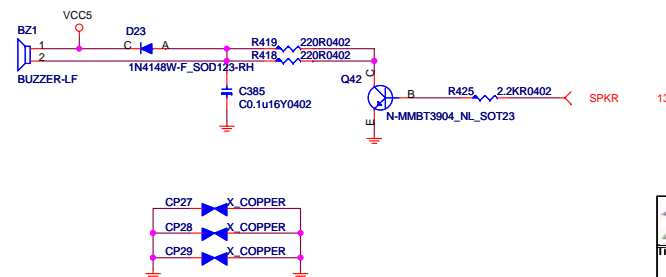 VCC5
BZ1
D23
1
2
C
A
R419
220R0402
R418
220R0402
1N4148W-F_SOD123-RH
BUZZER-LF
Q42
C
C385
C0.1u16Y0402
B
R425
2.2KR0402
SPKR
13
E
N-MMBT3904_NL_SOT23
CP27
X_COPPER
CP28
X_COPPER
CP29
X_COPPER